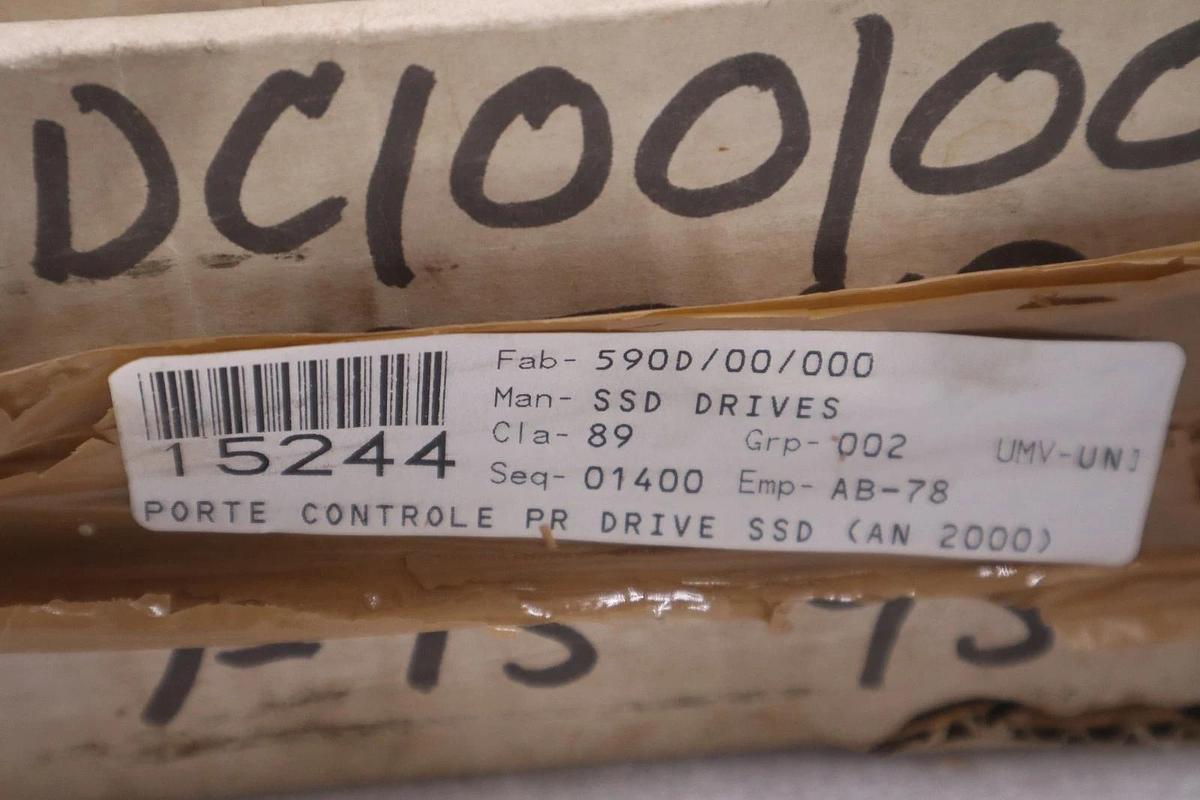 DC100/00
Fab- 590D/00/000
Man- SSD DRIVES
Cla- 89 Grp- 002 UMV-UNI
Seq- 01400 Emp- AB-78
15244
PORTE CONTROLE PR DRIVE SSD (AN 2000)